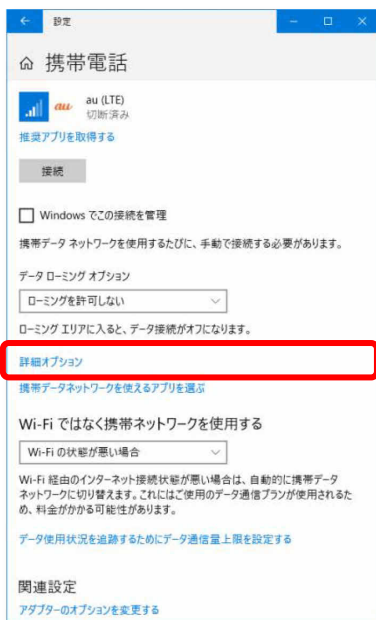 設定
携帯電話
au au (LTE)
切断済み
推奨アプリを取得する
接続
Windows でこの接続を管理
携帯データ ネットワークを使用するたびに、手動で接続する必要があります。
データ ローミング オプション
ローミングを許可しない
ローミング エリアに入ると、データ接続がオフになります。
詳細オプション
携帯データネットワークを使えるアプリを選ぶ
Wi-Fi ではなく携帯ネットワークを使用する
Wi-Fi の状態が悪い場合
Wi-Fi 経由のインターネット接続状態が悪い場合は、自動的に携帯データ
ネットワークに切り替えます。これにはご使用のデータ通信プランが使用されるた
め、料金がかかる可能性があります。
データ使用状況を追跡するためにデータ通信量上限を設定する
関連設定
アダプターのオプションを変更する